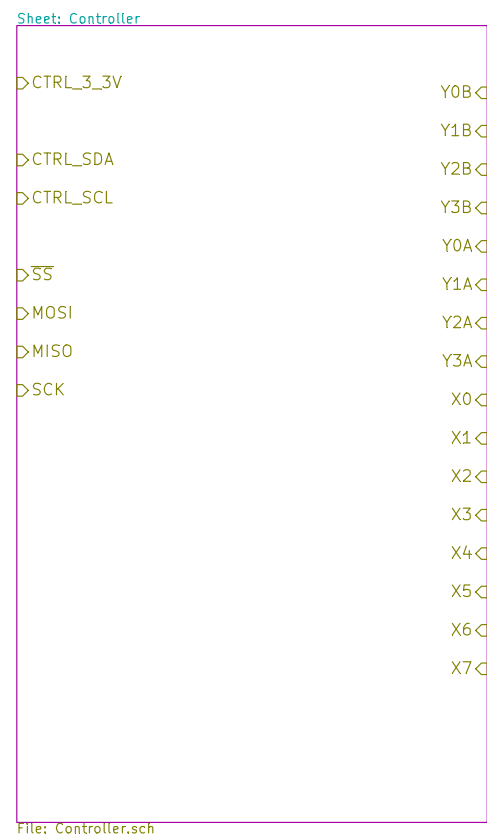 Sheet: Controller
CTRL_3_3V
Y0B
Y1B
CTRL_SDA
Y2B
CTRL_SCL
Y3B
Y0A
SS
Y1A
MOSI
Y2A
MISO
Y3A
SCK
X0
X1
X2
X3
X4
X5
X6
X7
File: Controller.sch